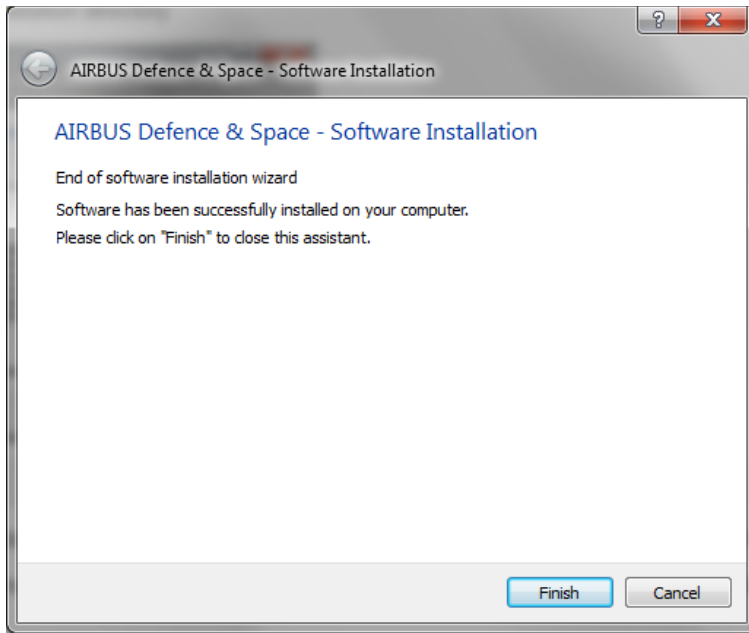 ?
x
AIRBUS Defence & Space - Software Installation
AIRBUS Defence & Space - Software Installation
End of software installation wizard
Software has been successfully installed on your computer.
Please click on "Finish" to close this assistant.
Finish
Cancel